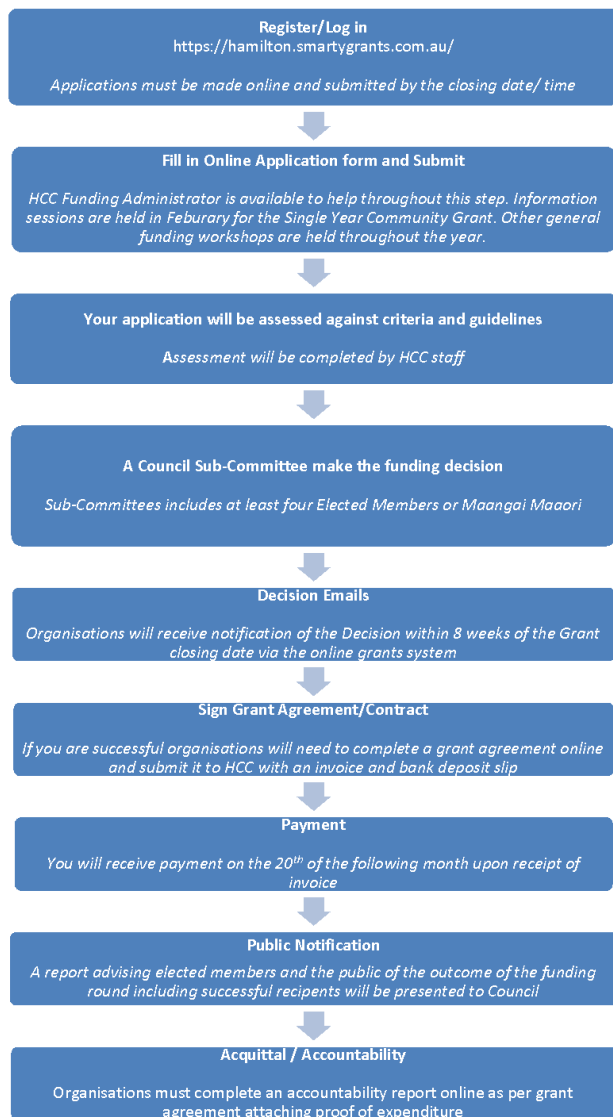 Register/Log in
https://hamilton.smartygrants.com.au/
Applications must be made online and submitted by the closing date/ time
Fill in Online Application form and Submit
HCC Funding Administrator is available to help throughout this step. Information
sessions are held in Feburary for the Single Year Community Grant. Other general
funding workshops are held throughout the year.
Your application will be assessed against criteria and guidelines
Assessment will be completed by HCC staff
A Council Sub-Committee make the funding decision
Sub-Committees includes at least four Elected Members or Maangai Maaori
Decision Emails
Organisations will receive notification of the Decision within 8 weeks of the Grant
closing date via the online grants system
Sign Grant Agreement/Contract
If you are successful organisations will need to complete a grant agreement online
and submit it to HCC with an invoice and bank deposit slip
Payment
You will receive payment on the 20th of the following month upon receipt of
invoice
Public Notification
A report advising elected members and the public of the outcome of the funding
round including successful recipents will be presented to Council
Acquittal / Accountability
Organisations must complete an accountability report online as per grant
agreement attaching proof of expenditure